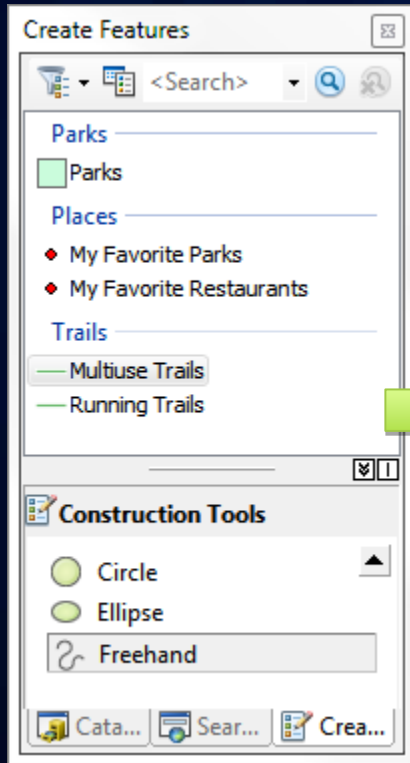 Create Features
<Search>
Parks
Parks
Places
My Favorite Parks
My Favorite Restaurants
Trails
Multiuse Trails
Running Trails
Construction Tools
Circle
Ellipse
Freehand
Cata... Sear... Crea...